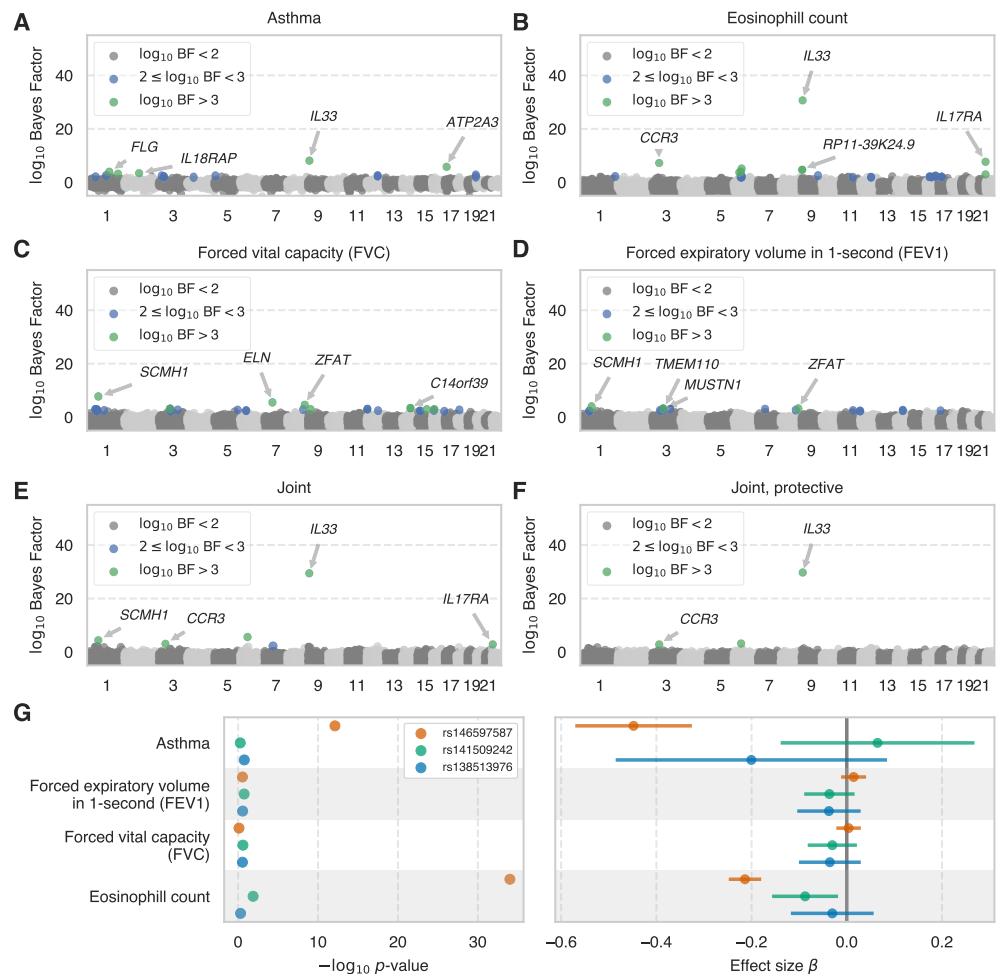 A
Asthma
log₁₀ Bayes Factor
40
20
0
log₁₀ BF < 2
2 ≤ log₁₀ BF < 3
log₁₀ BF > 3
FLG
IL18RAP
IL33
ATP2A3
1 3 5 7 9 11 13 15 17 19 21
B
Eosinophill count
log₁₀ Bayes Factor
40
20
0
log₁₀ BF < 2
2 ≤ log₁₀ BF < 3
log₁₀ BF > 3
IL33
CCR3
RP11-39K24.9
IL17RA
1 3 5 7 9 11 13 15 17 19 21
C
Forced vital capacity (FVC)
log₁₀ Bayes Factor
40
20
0
log₁₀ BF < 2
2 ≤ log₁₀ BF < 3
log₁₀ BF > 3
SCMH1
ELN
ZFAT
C14orf39
1 3 5 7 9 11 13 15 17 19 21
D
Forced expiratory volume in 1-second (FEV1)
log₁₀ Bayes Factor
40
20
0
log₁₀ BF < 2
2 ≤ log₁₀ BF < 3
log₁₀ BF > 3
SCMH1
TMEM110
MUSTN1
ZFAT
1 3 5 7 9 11 13 15 17 19 21
E
Joint
log₁₀ Bayes Factor
40
20
0
log₁₀ BF < 2
2 ≤ log₁₀ BF < 3
log₁₀ BF > 3
SCMH1
CCR3
IL33
IL17RA
1 3 5 7 9 11 13 15 17 19 21
F
Joint, protective
log₁₀ Bayes Factor
40
20
0
log₁₀ BF < 2
2 ≤ log₁₀ BF < 3
log₁₀ BF > 3
IL33
CCR3
1 3 5 7 9 11 13 15 17 19 21
G
rs146597587
rs141509242
rs138513976
Asthma
Forced expiratory volume
in 1-second (FEV1)
Forced vital capacity
(FVC)
Eosinophill count
0 10 20 30
−log₁₀ p-value
−0.6 −0.4 −0.2 0.0 0.2
Effect size β